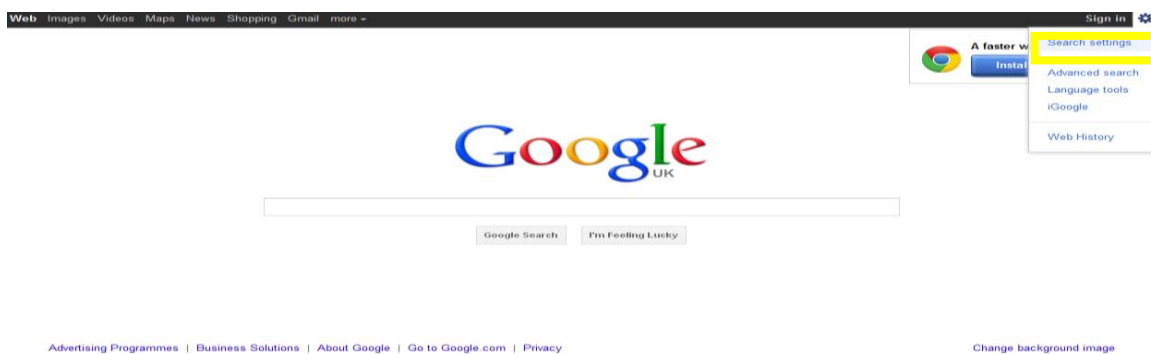 Web Images Videos Maps News Shopping Gmail more
Sign in
A faster w
Instal
Search settings
Advanced search
Language tools
iGoogle
Web History
Google
UK
Google Search I'm Feeling Lucky
Advertising Programmes | Business Solutions | About Google | Go to Google.com | Privacy
Change background image